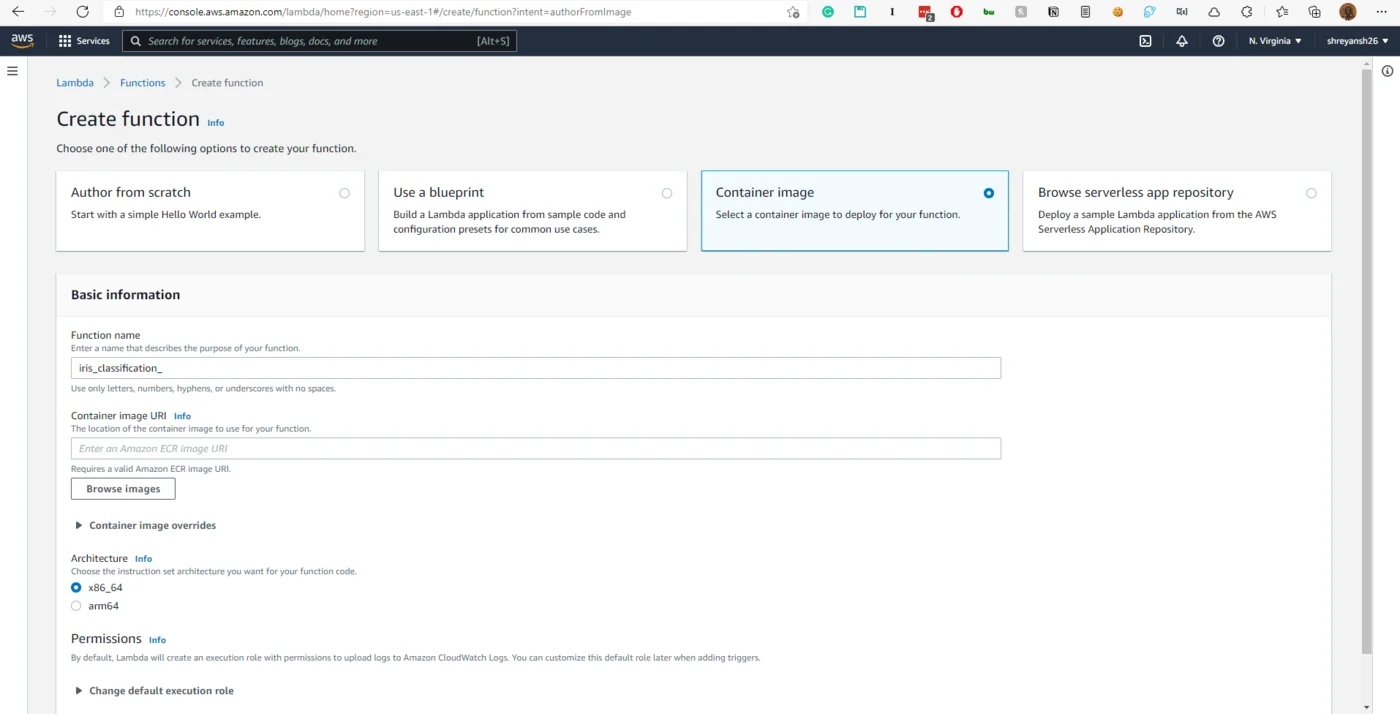 https://console.aws.amazon.com/lambda/home?region=us-east-1#/create/function?intent=authorFromImage
aws Services Search for services, features, blogs, docs, and more [Alt+S] N. Virginia shreyansh26
Lambda Functions Create function
Create function Info
Choose one of the following options to create your function.
Author from scratch
Start with a simple Hello World example.
Use a blueprint
Build a Lambda application from sample code and
configuration presets for common use cases.
Container image
Select a container image to deploy for your function.
Browse serverless app repository
Deploy a sample Lambda application from the AWS
Serverless Application Repository.
Basic information
Function name
Enter a name that describes the purpose of your function.
iris_classification_
Use only letters, numbers, hyphens, or underscores with no spaces.
Container image URI Info
The location of the container image to use for your function.
Enter an Amazon ECR image URI
Requires a valid Amazon ECR image URI.
Browse images
Container image overrides
Architecture Info
Choose the instruction set architecture you want for your function code.
x86_64
arm64
Permissions Info
By default, Lambda will create an execution role with permissions to upload logs to Amazon CloudWatch Logs. You can customize this default role later when adding triggers.
Change default execution role